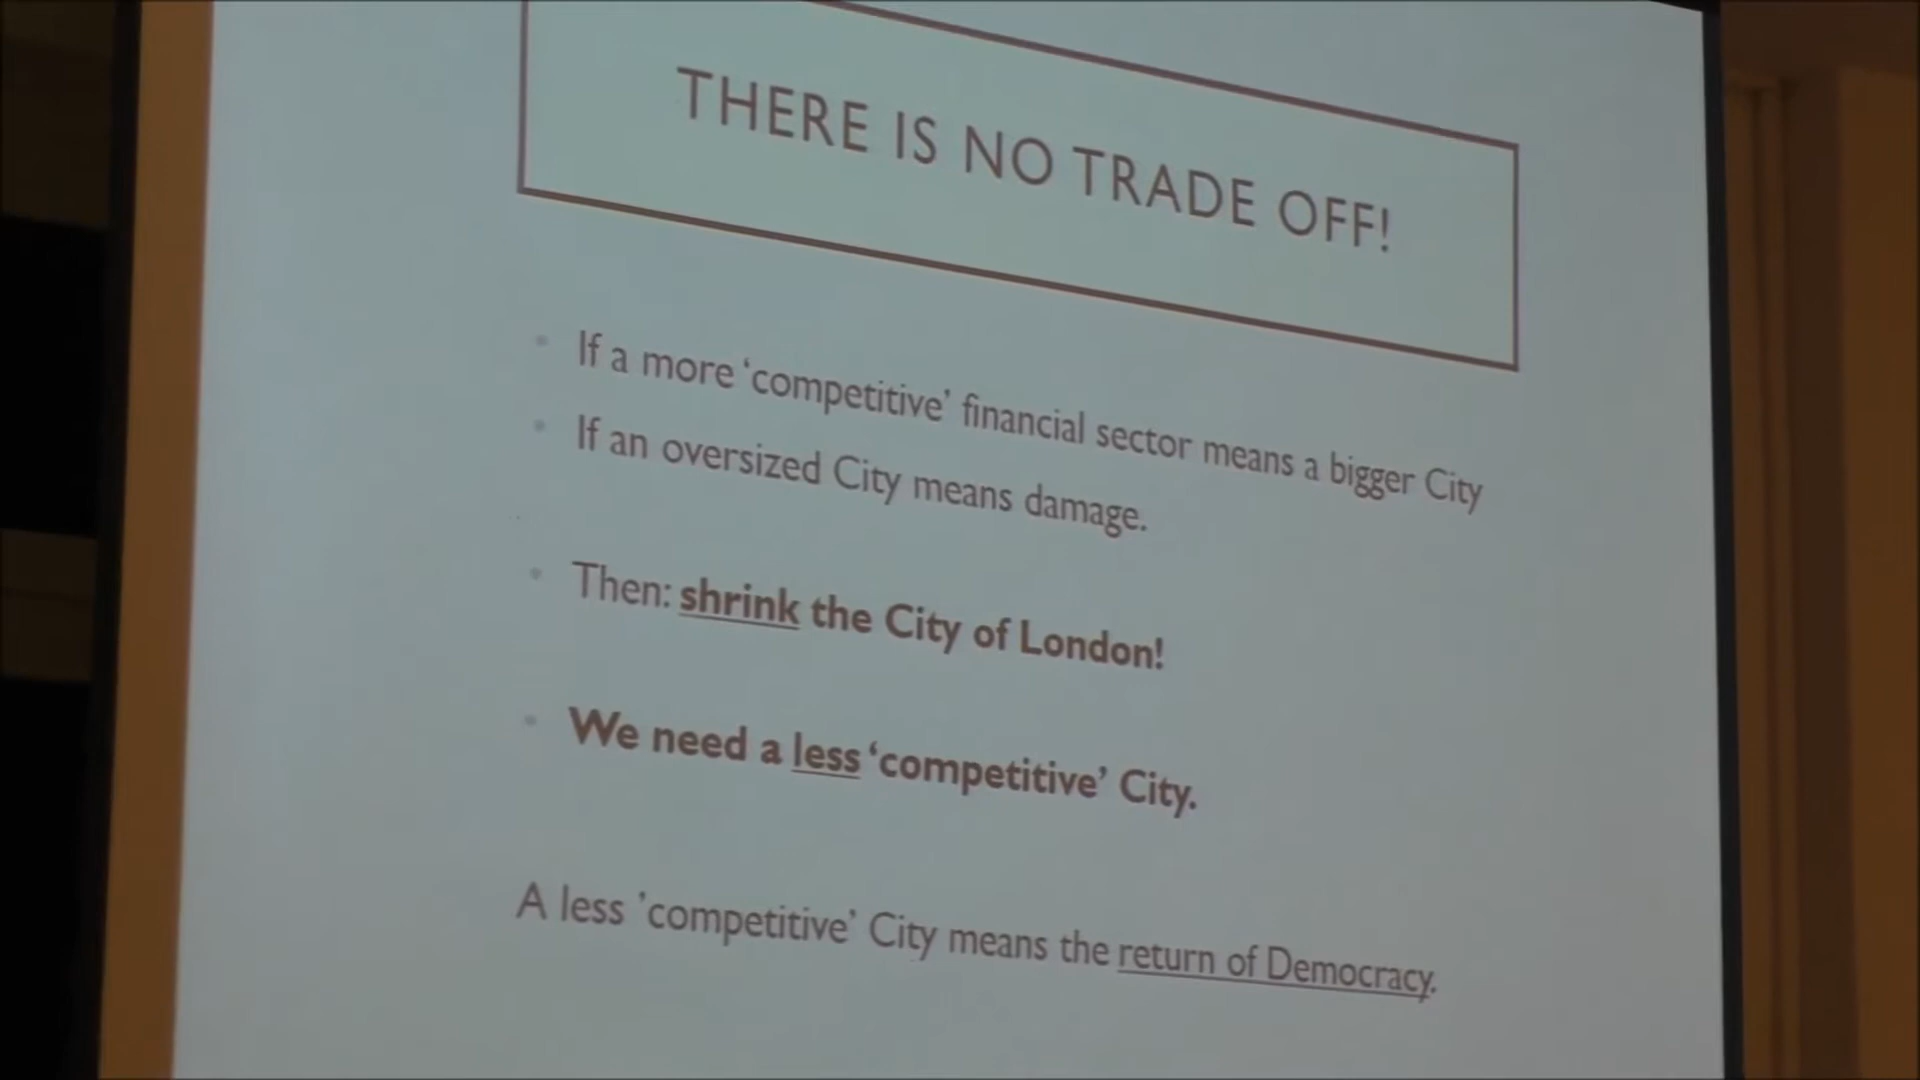 THERE IS NO TRADE OFF!
• If a more ‘competitive’ financial sector means a bigger City
• If an oversized City means damage.
• Then: shrink the City of London!
• We need a less ‘competitive’ City.
A less ‘competitive’ City means the return of Democracy.